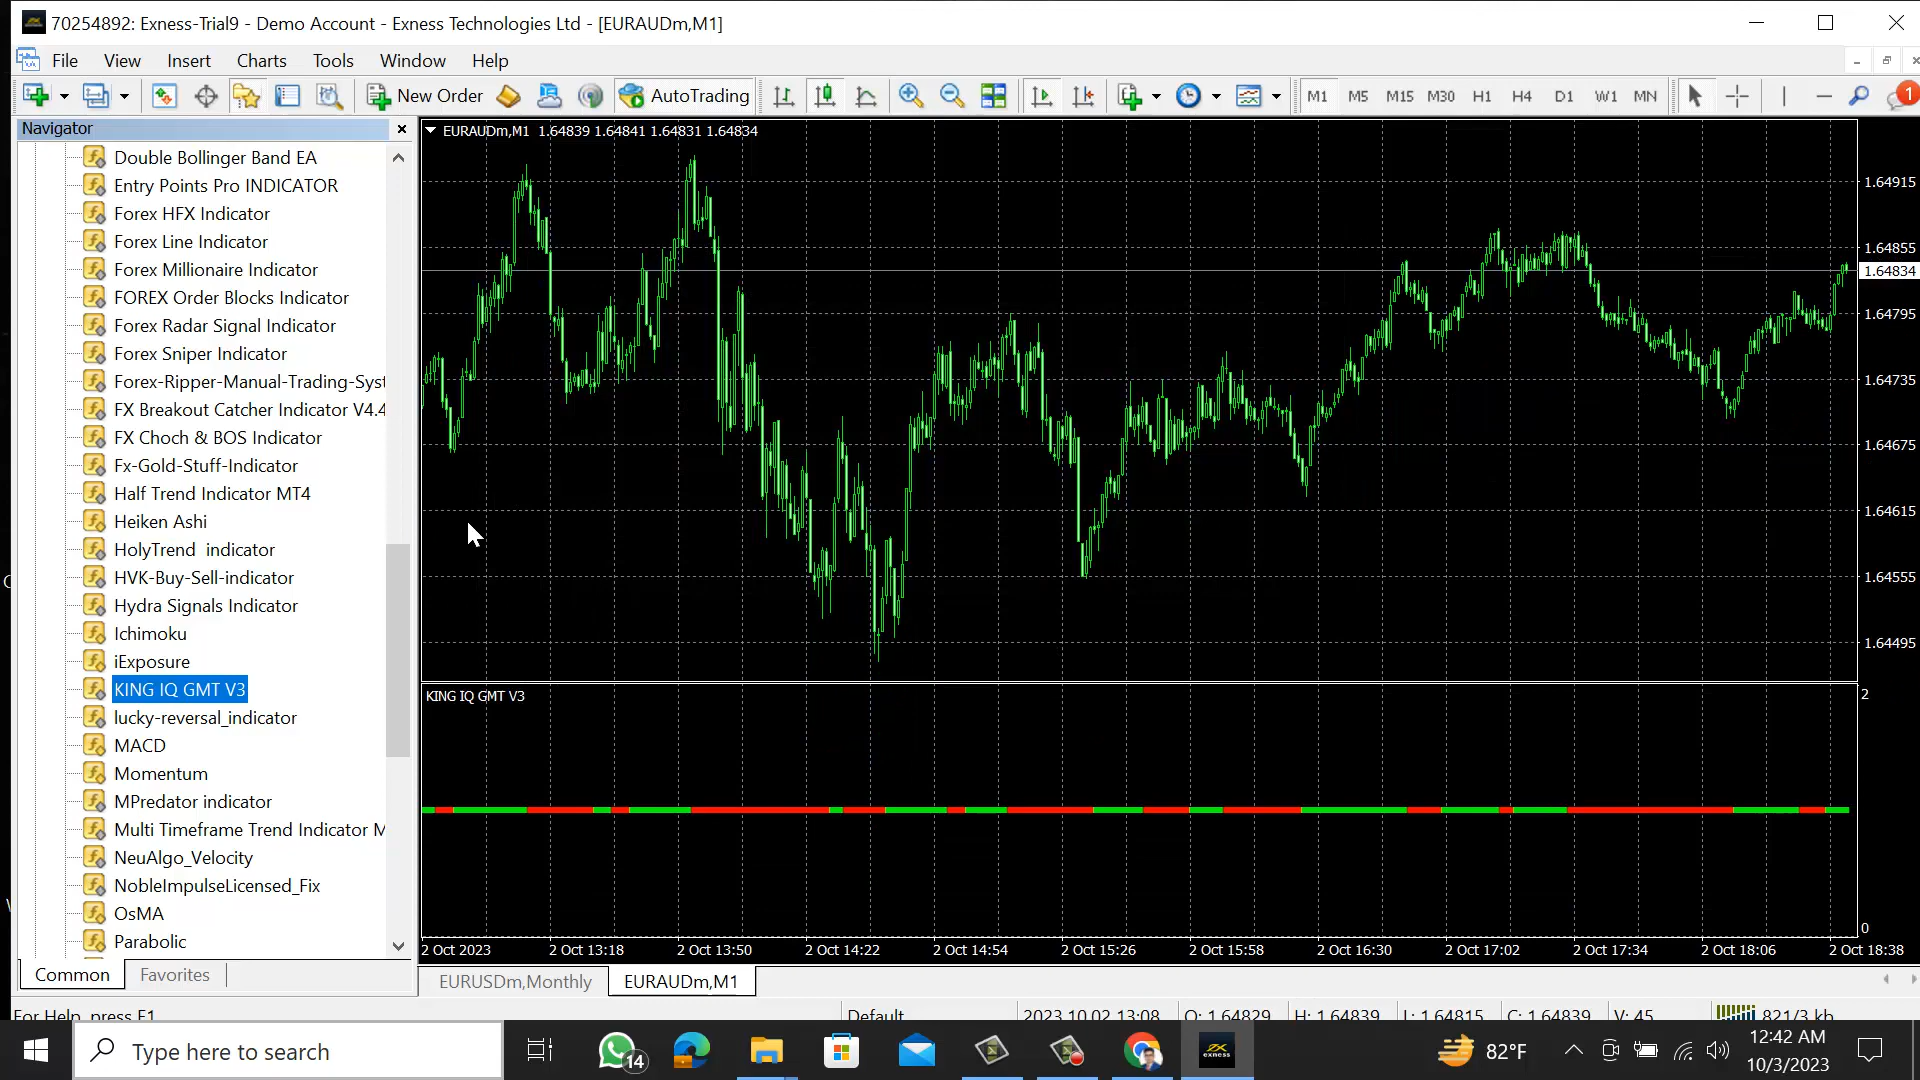 70254892: Exness-Trial9 - Demo Account - Exness Technologies Ltd - [EURAUDm,M1]
File View Insert Charts Tools Window Help
New Order AutoTrading M1 M5 M15 M30 H1 H4 D1 W1 MN 1
Navigator
Double Bollinger Band EA
Entry Points Pro INDICATOR
Forex HFX Indicator
Forex Line Indicator
Forex Millionaire Indicator
FOREX Order Blocks Indicator
Forex Radar Signal Indicator
Forex Sniper Indicator
Forex-Ripper-Manual-Trading-Syst
FX Breakout Catcher Indicator V4.4
FX Choch & BOS Indicator
Fx-Gold-Stuff-Indicator
Half Trend Indicator MT4
Heiken Ashi
HolyTrend indicator
HVK-Buy-Sell-indicator
Hydra Signals Indicator
Ichimoku
iExposure
KING IQ GMT V3
lucky-reversal_indicator
MACD
Momentum
MPredator indicator
Multi Timeframe Trend Indicator M
NeuAlgo_Velocity
NobleImpulseLicensed_Fix
OsMA
Parabolic
Common Favorites
EURAUDm,M1 1.64839 1.64841 1.64831 1.64834
1.64915
1.64855
1.64834
1.64795
1.64735
1.64675
1.64615
1.64555
1.64495
KING IQ GMT V3
2
0
2 Oct 2023 2 Oct 13:18 2 Oct 13:50 2 Oct 14:22 2 Oct 14:54 2 Oct 15:26 2 Oct 15:58 2 Oct 16:30 2 Oct 17:02 2 Oct 17:34 2 Oct 18:06 2 Oct 18:38
EURUSDm,Monthly EURAUDm,M1
For Help, press F1 Default 2023.10.02 13:08 O: 1.64829 H: 1.64839 L: 1.64815 C: 1.64839 V: 45 821/3 kb
Type here to search 14 exness 82°F 12:42 AM
10/3/2023